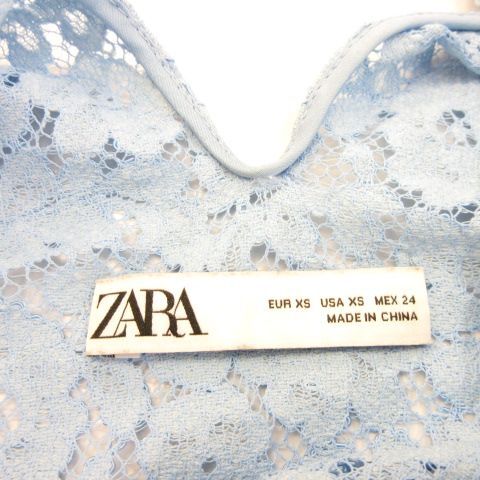 ZARA
EUR XS USA XS MEX 24
MADE IN CHINA